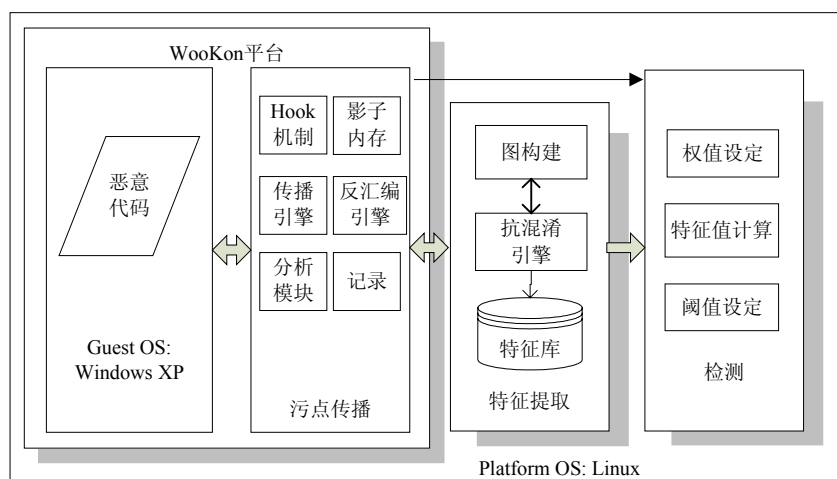 WooKon平台
恶意
代码
Guest OS:
Windows XP
Hook
机制
影子
内存
传播
引擎
反汇编
引擎
分析
模块
记录
污点传播
图构建
抗混淆
引擎
特征库
特征提取
权值设定
特征值计算
阈值设定
检测
Platform OS: Linux